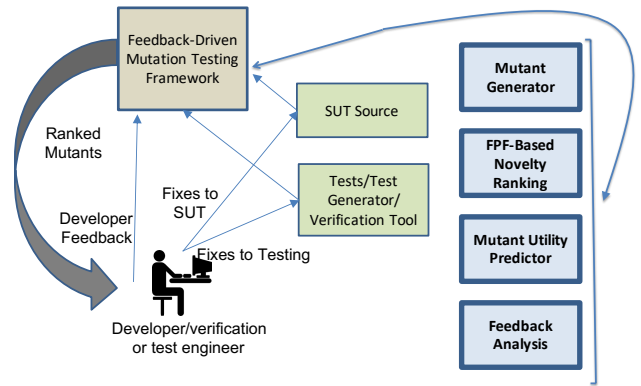 Feedback-Driven
Mutation Testing
Framework
Ranked
Mutants
Developer
Feedback
Fixes to
SUT
SUT Source
Tests/Test
Generator/
Verification Tool
Fixes to Testing
Developer/verification
or test engineer
Mutant
Generator
FPF-Based
Novelty
Ranking
Mutant Utility
Predictor
Feedback
Analysis